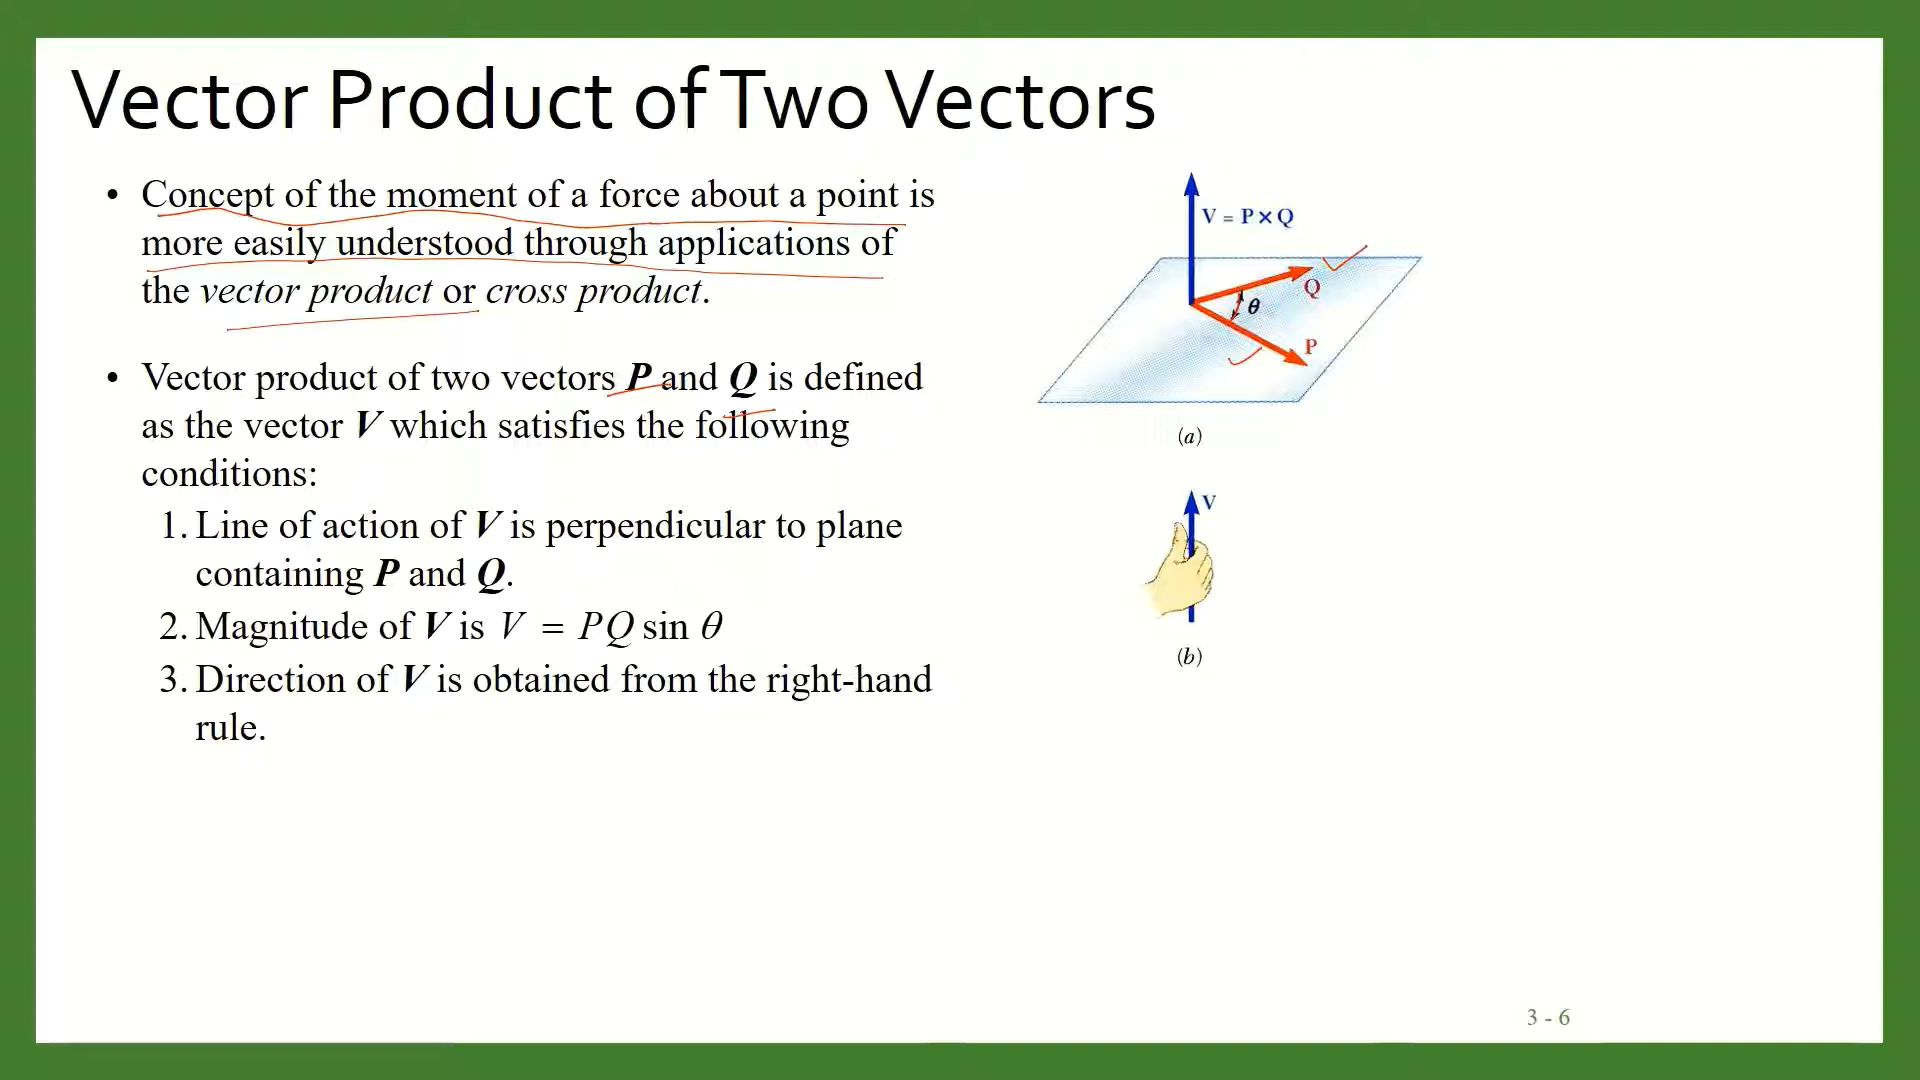 Vector Product of Two Vectors
• Concept of the moment of a force about a point is
more easily understood through applications of
the vector product or cross product.
• Vector product of two vectors P and Q is defined
as the vector V which satisfies the following
conditions:
1. Line of action of V is perpendicular to plane
containing P and Q.
2. Magnitude of V is V = PQ sin θ
3. Direction of V is obtained from the right-hand
rule.
V = P × Q
Q
θ
P
(a)
V
(b)
3 - 6